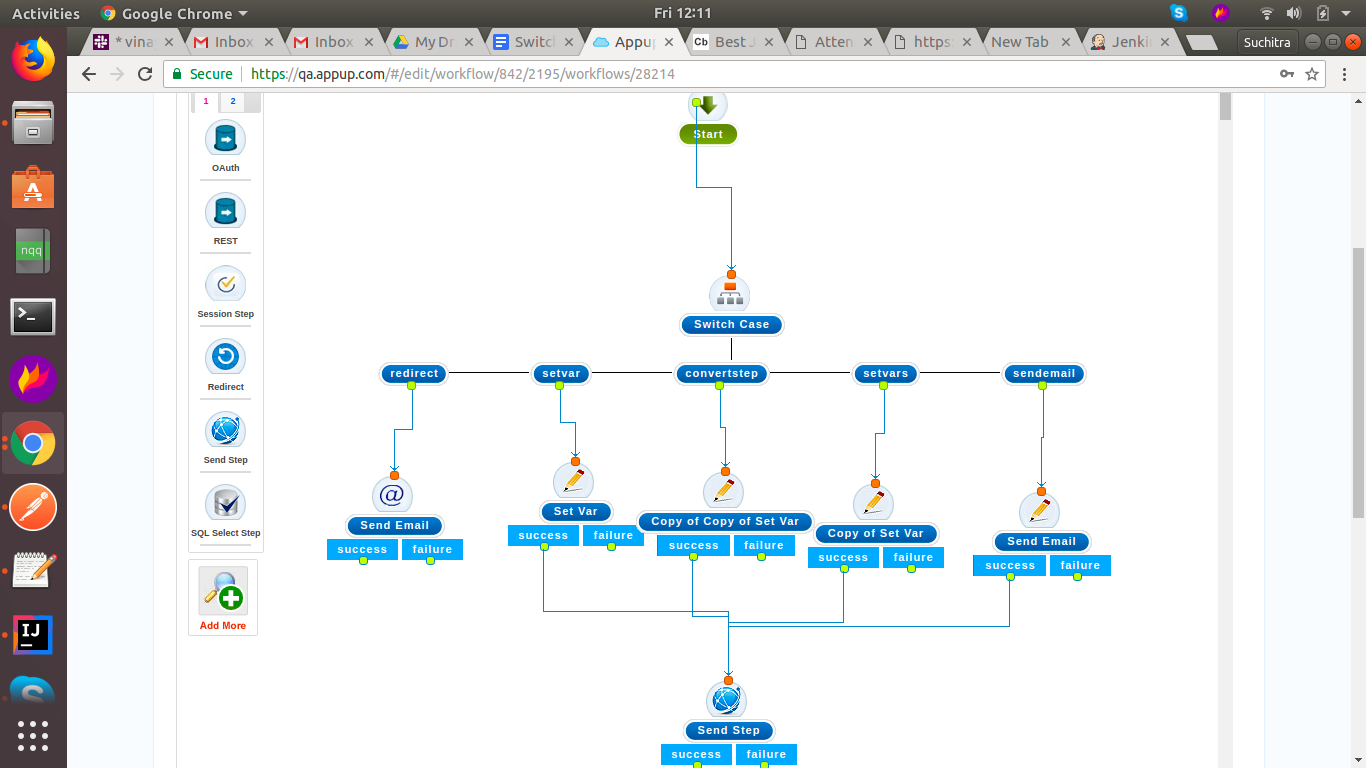 Activities Google Chrome Fri 12:11
* vina Inbox Inbox My Dr Switch Appup Cb Best J Atten https: New Tab Jenkin Suchitra
Secure https://qa.appup.com/#/edit/workflow/842/2195/workflows/28214
1 2
OAuth
REST
Session Step
Redirect
Send Step
SQL Select Step
Add More
nqq
IJ
Start
Switch Case
redirect setvar convertstep setvars sendemail
@
Send Email
success failure
Set Var
success failure
Copy of Copy of Set Var
success failure
Copy of Set Var
success failure
Send Email
success failure
Send Step
success failure